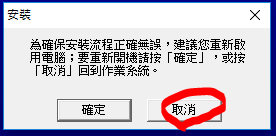 安裝
為確保安裝流程正確無誤，建議您重新啟
用電腦；要重新開機請按「確定」，或按
「取消」回到作業系統。
確定
取消